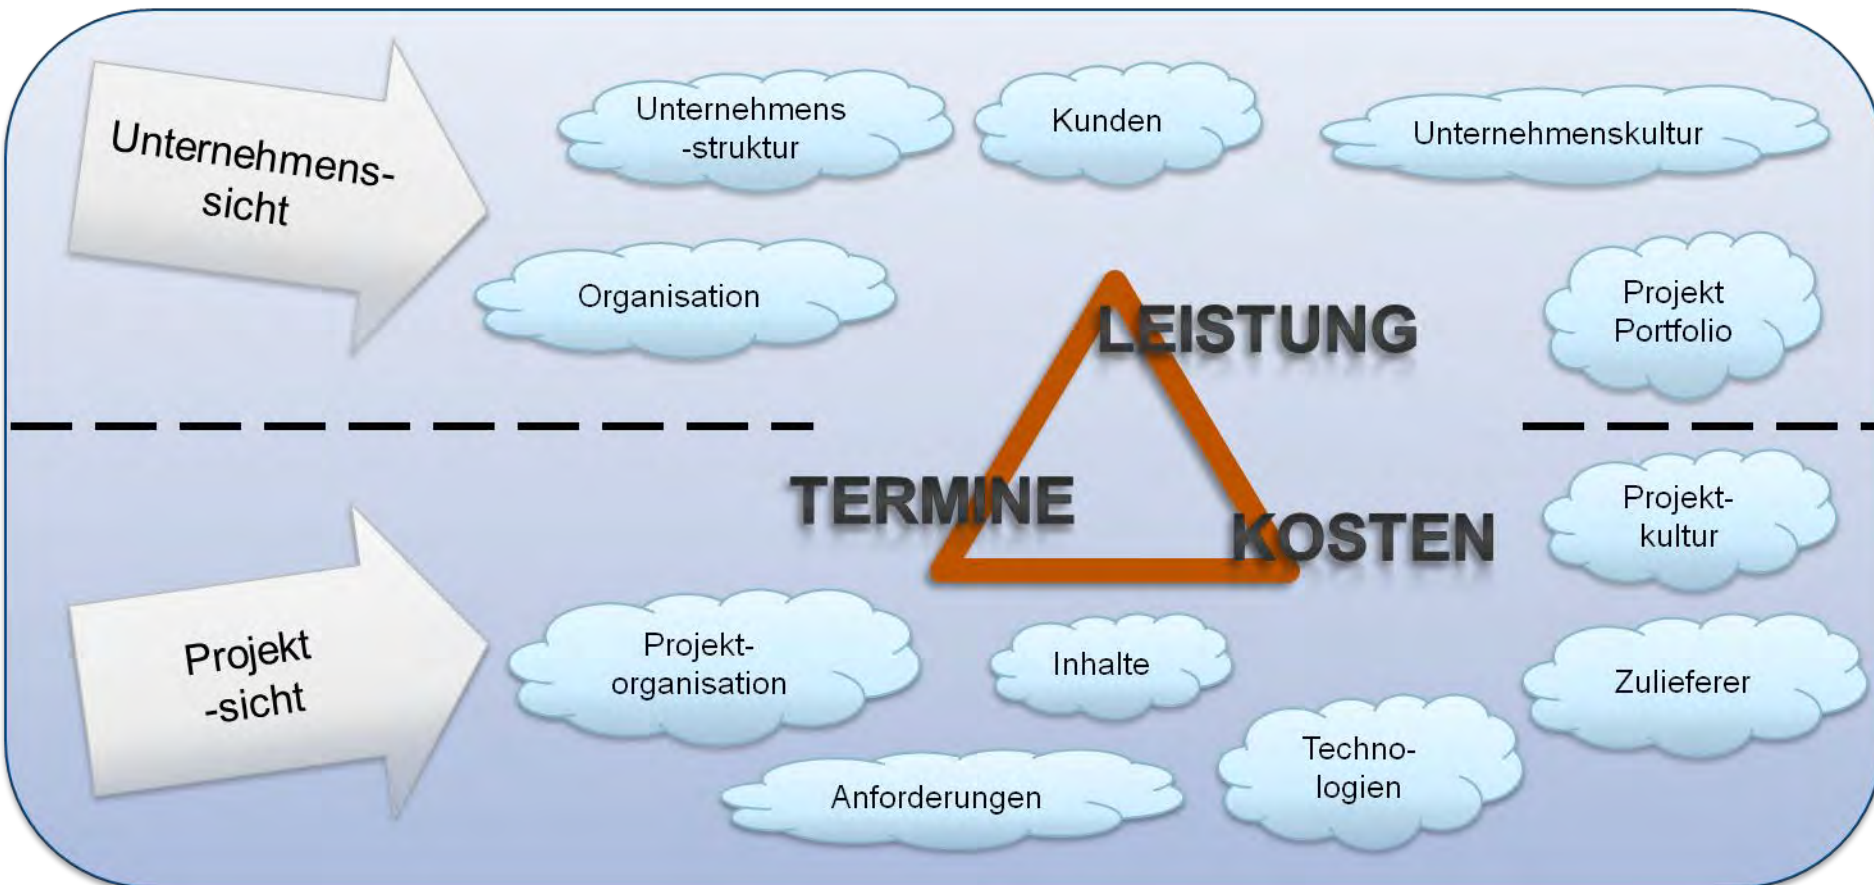 Unternehmens-
sicht
Unternehmens
-struktur
Kunden
Unternehmenskultur
Organisation
Projekt
Portfolio
LEISTUNG
TERMINE
KOSTEN
Projekt-
kultur
Projekt
-sicht
Projekt-
organisation
Inhalte
Zulieferer
Techno-
logien
Anforderungen